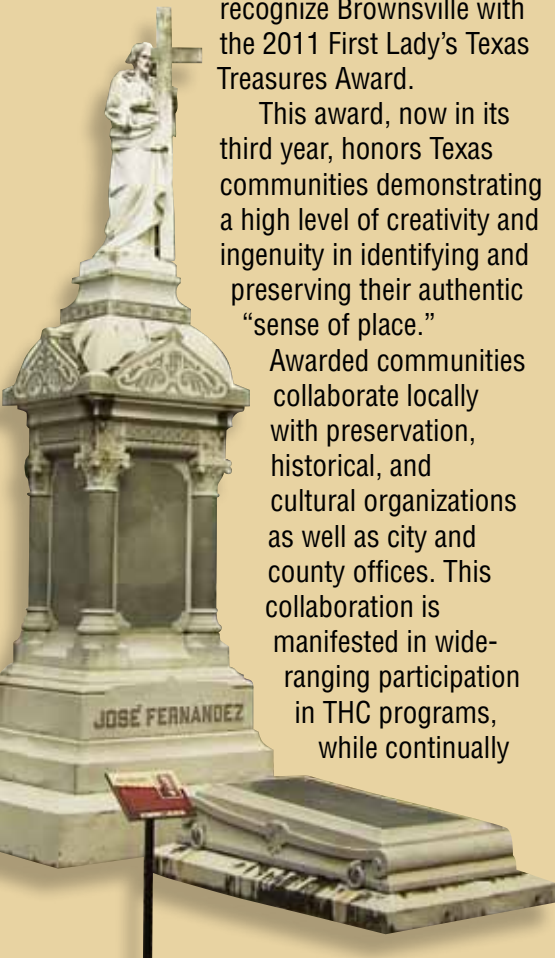 recognize Brownsville with
the 2011 First Lady's Texas
Treasures Award.
This award, now in its
third year, honors Texas
communities demonstrating
a high level of creativity and
ingenuity in identifying and
preserving their authentic
“sense of place.”
Awarded communities
collaborate locally
with preservation,
historical, and
cultural organizations
as well as city and
county offices. This
collaboration is
manifested in wide-
ranging participation
in THC programs,
while continually
JOSÉ FERNANDEZ